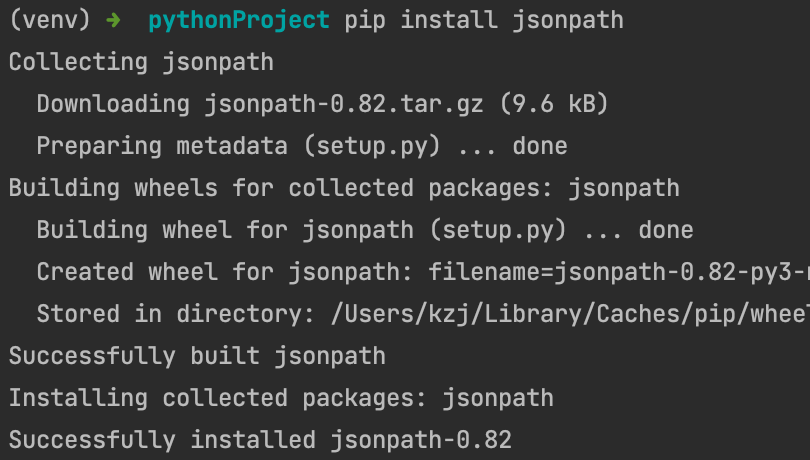 (venv) ➜  pythonProject pip install jsonpath
Collecting jsonpath
  Downloading jsonpath-0.82.tar.gz (9.6 kB)
  Preparing metadata (setup.py) ... done
Building wheels for collected packages: jsonpath
  Building wheel for jsonpath (setup.py) ... done
  Created wheel for jsonpath: filename=jsonpath-0.82-py3-
  Stored in directory: /Users/kzj/Library/Caches/pip/whee
Successfully built jsonpath
Installing collected packages: jsonpath
Successfully installed jsonpath-0.82